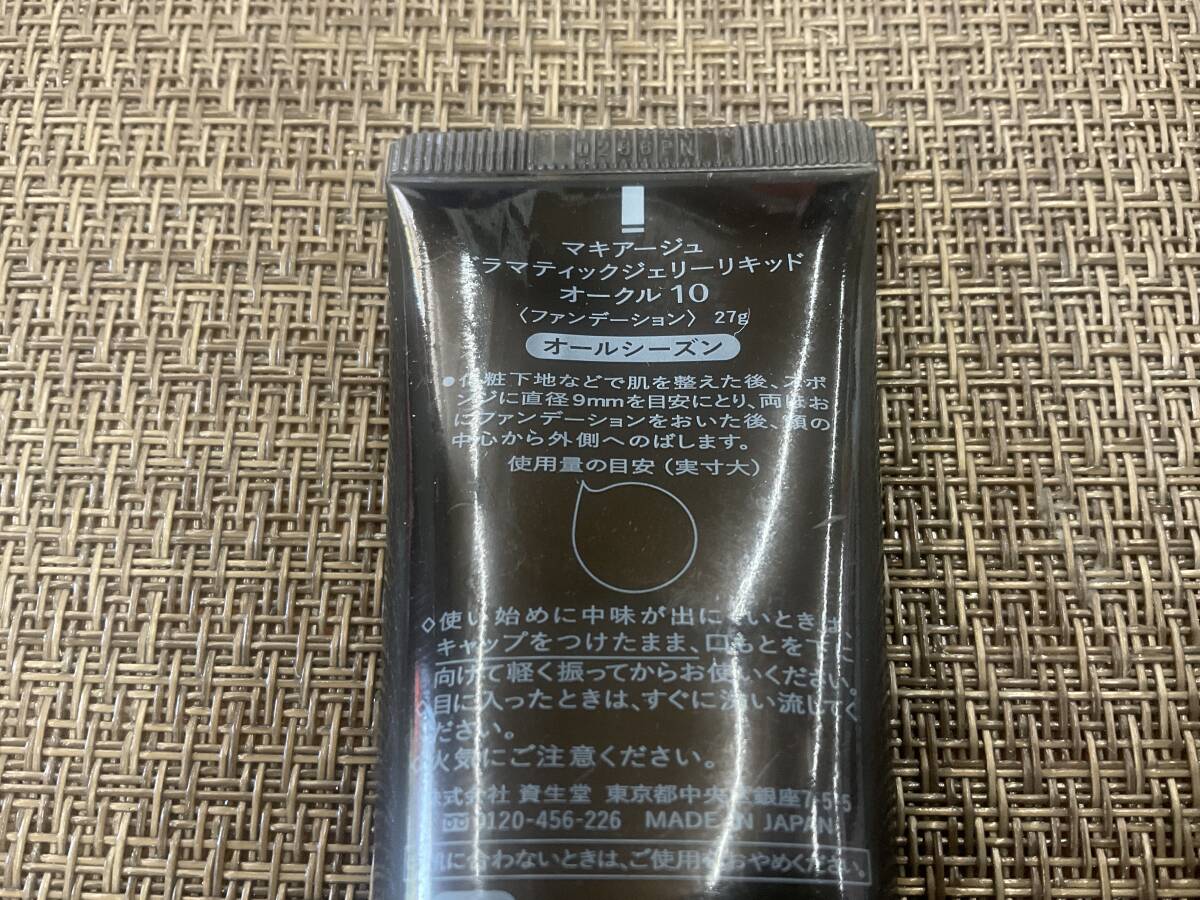 0236PN
マキアージュ
ドラマティックジェリーリキッド
オークル 10
〈ファンデーション〉 27g
オールシーズン
●化粧下地などで肌を整えた後、スポ
ンジに直径9mmを目安にとり、両ほお
にファンデーションをおいた後、顔の
中心から外側へのばします。
使用量の目安（実寸大）
◇使い始めに中味が出にくいときは、
キャップをつけたまま、口もとを下に
向けて軽く振ってからお使いください。
◇目に入ったときは、すぐに洗い流してく
ださい。
◇火気にご注意ください。
株式会社 資生堂 東京都中央区銀座7-5-5
0120-456-226 MADE IN JAPAN
肌に合わないときは、ご使用をおやめください。